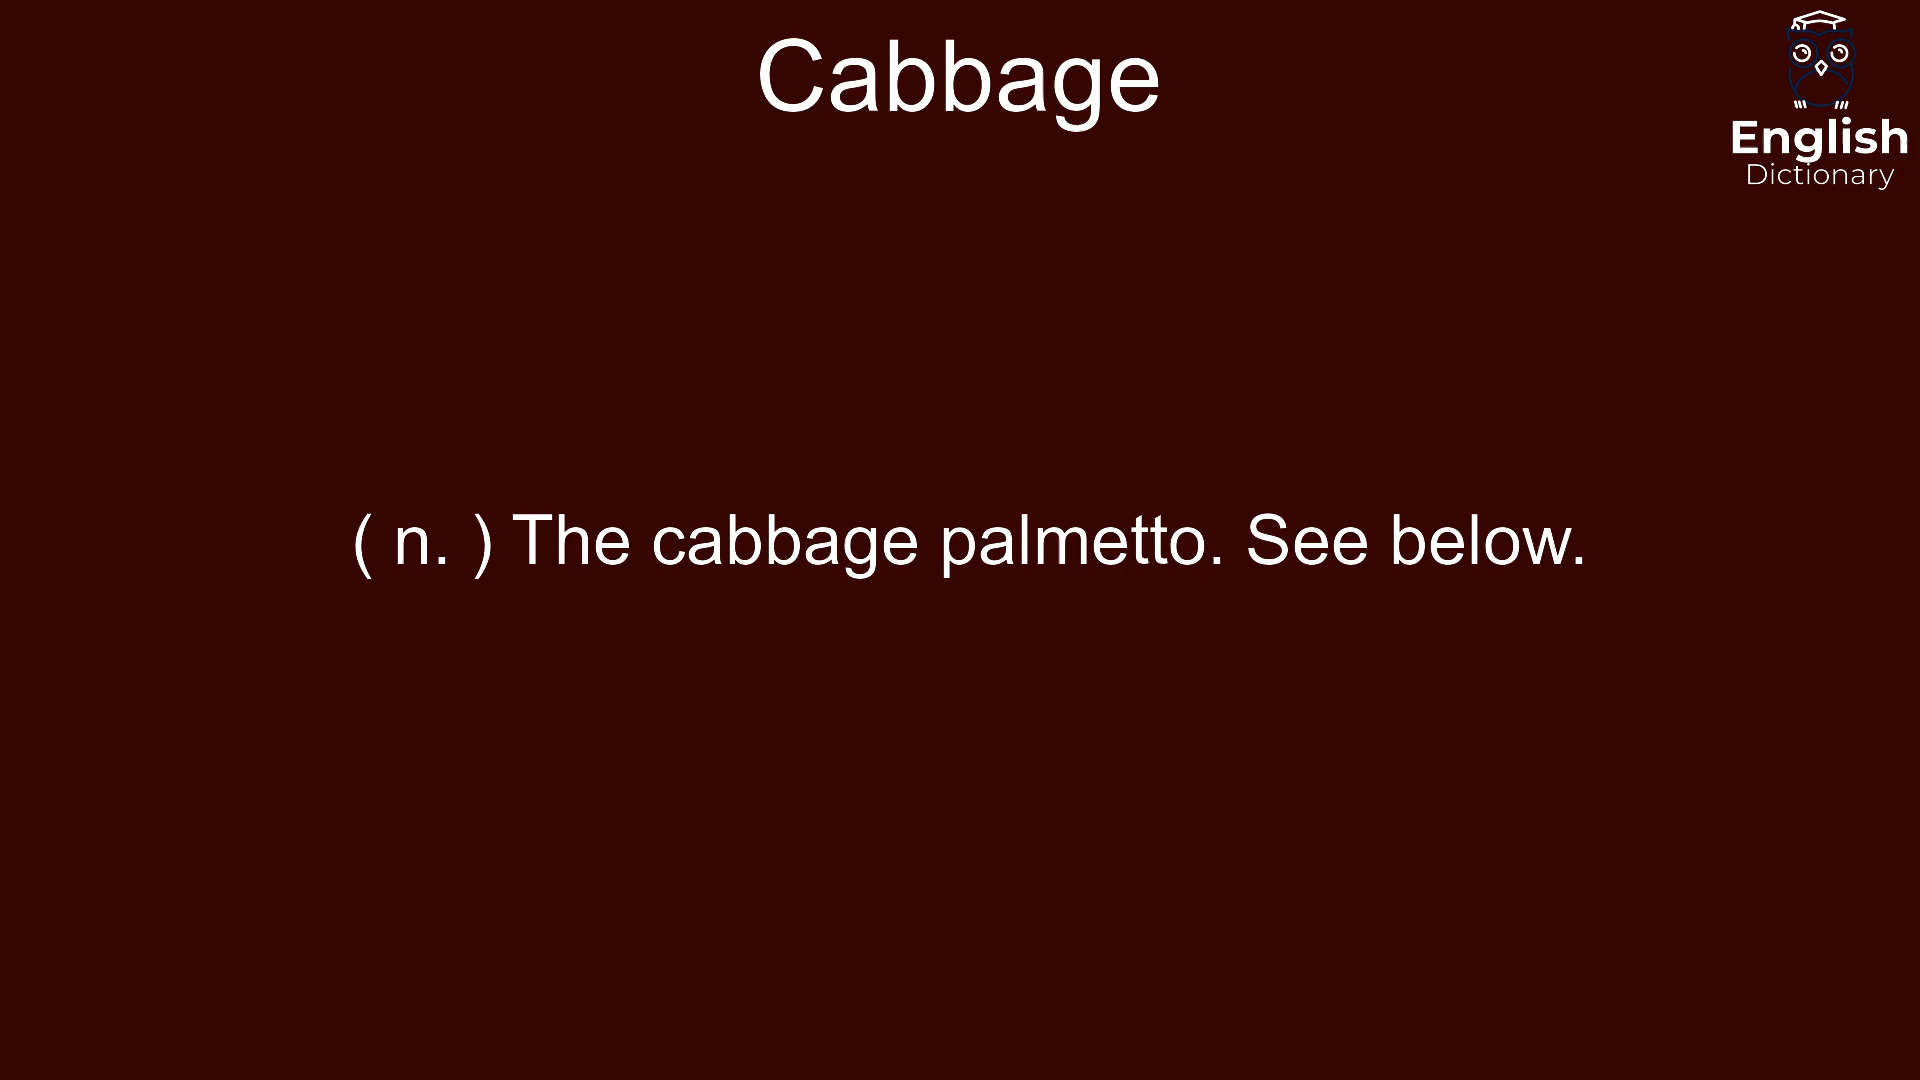 Cabbage
English
Dictionary
( n. ) The cabbage palmetto. See below.